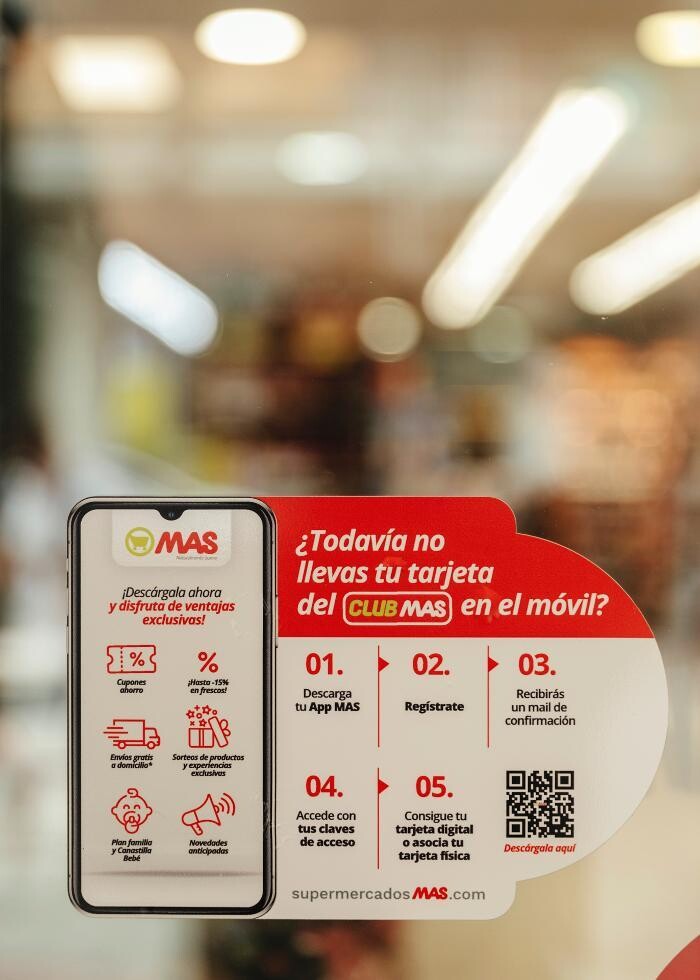 MAS
Naturalmente bueno
¡Descárgala ahora
y disfruta de ventajas
exclusivas!
%
Cupones
ahorro
%
¡Hasta -15%
en frescos!
Envíos gratis
a domicilio*
Sorteos de productos
y experiencias
exclusivas
Plan familia
y Canastilla
Bebé
Novedades
anticipadas
¿Todavía no
llevas tu tarjeta
del CLUB MAS en el móvil?
01.
Descarga
tu App MAS
02.
Regístrate
03.
Recibirás
un mail de
confirmación
04.
Accede con
tus claves
de acceso
05.
Consigue tu
tarjeta digital
o asocia tu
tarjeta física
Descárgala aquí
supermercadosMAS.com